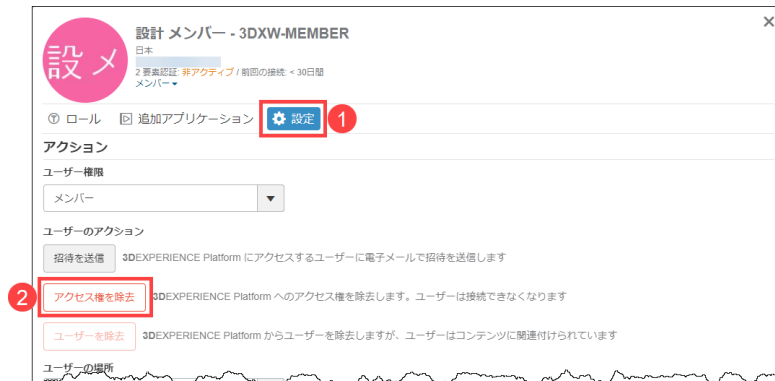 設計 メンバー - 3DXW-MEMBER
×
設 メ
日本
2 要素認証: 非アクティブ / 前回の接続: < 30日間
メンバー
ロール 追加アプリケーション 設定 1
アクション
ユーザー権限
メンバー
ユーザーのアクション
招待を送信 3DEXPERIENCE Platform にアクセスするユーザーに電子メールで招待を送信します
2 アクセス権を除去 3DEXPERIENCE Platform へのアクセス権を除去します。ユーザーは接続できなくなります
ユーザーを除去 3DEXPERIENCE Platform からユーザーを除去しますが、ユーザーはコンテンツに関連付けられています
ユーザーの場所